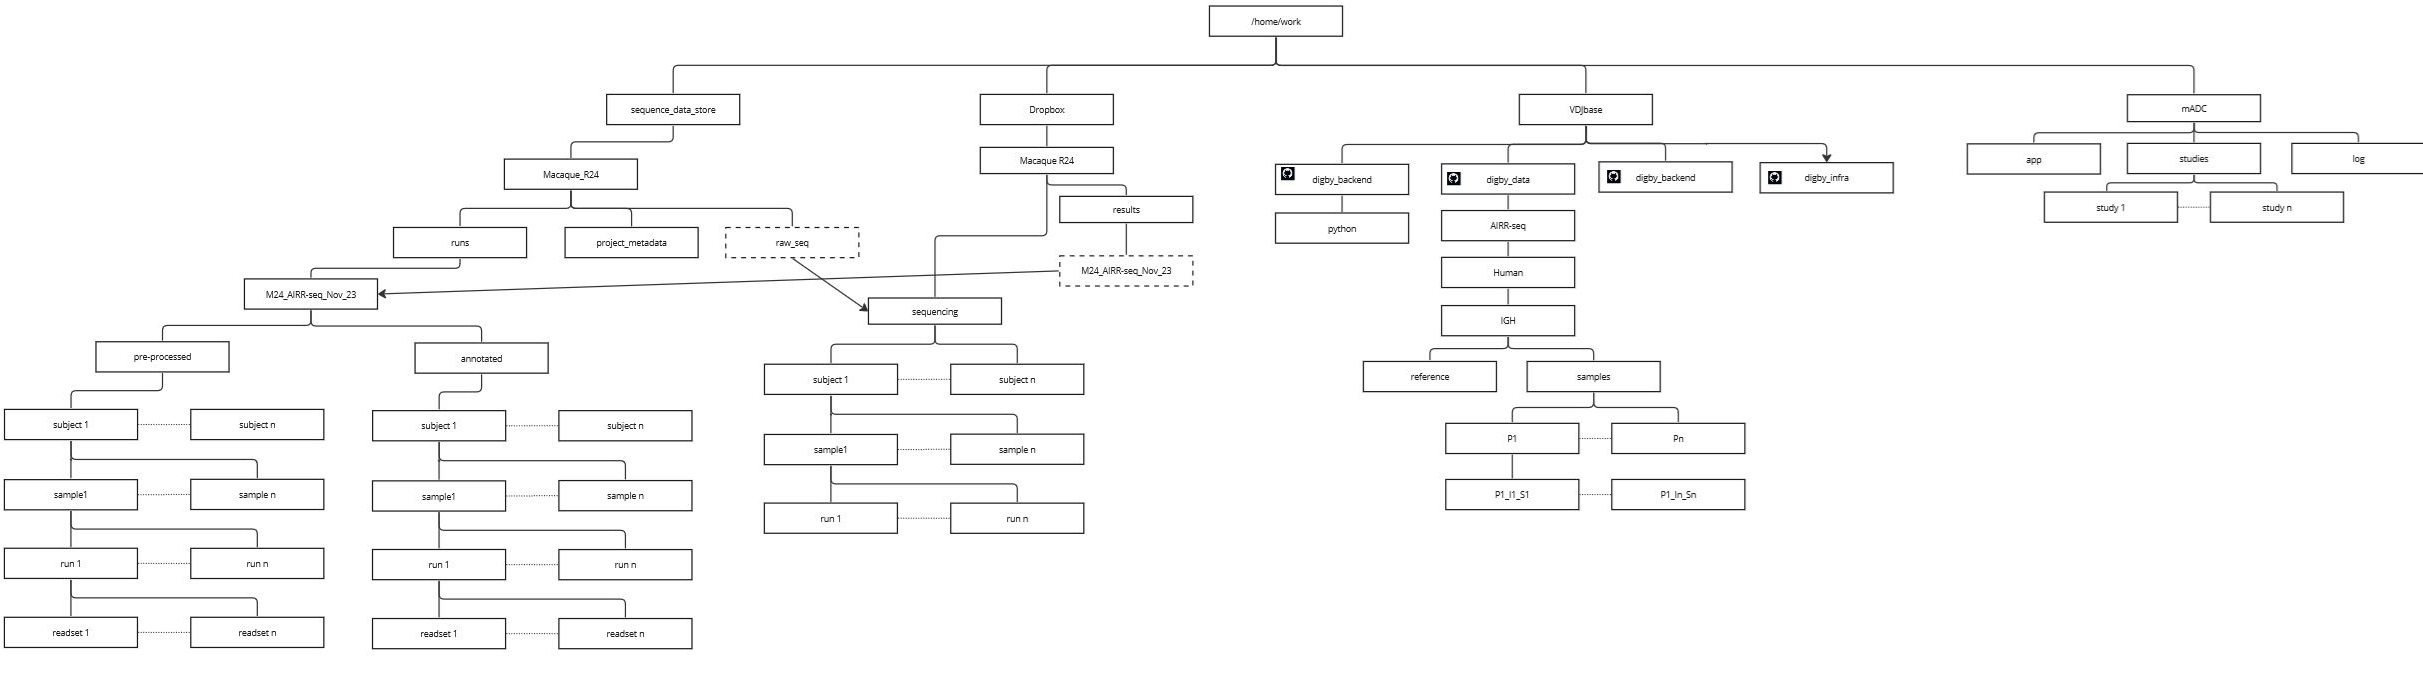 /home/work
sequence_data_store
Dropbox
VDJbase
mADC
Macaque_R24
Macaque R24
digby_backend
digby_data
digby_backend
digby_infra
app
studies
log
runs
project_metadata
raw_seq
results
python
AIRR-seq
study 1
study n
M24_AIRR-seq_Nov_23
M24_AIRR-seq_Nov_23
Human
sequencing
IGH
pre-processed
annotated
subject 1
subject n
reference
samples
subject 1
subject n
subject 1
subject n
sample1
sample n
P1
Pn
sample1
sample n
sample1
sample n
run 1
run n
P1_I1_S1
P1_In_Sn
run 1
run n
run 1
run n
readset 1
readset n
readset 1
readset n